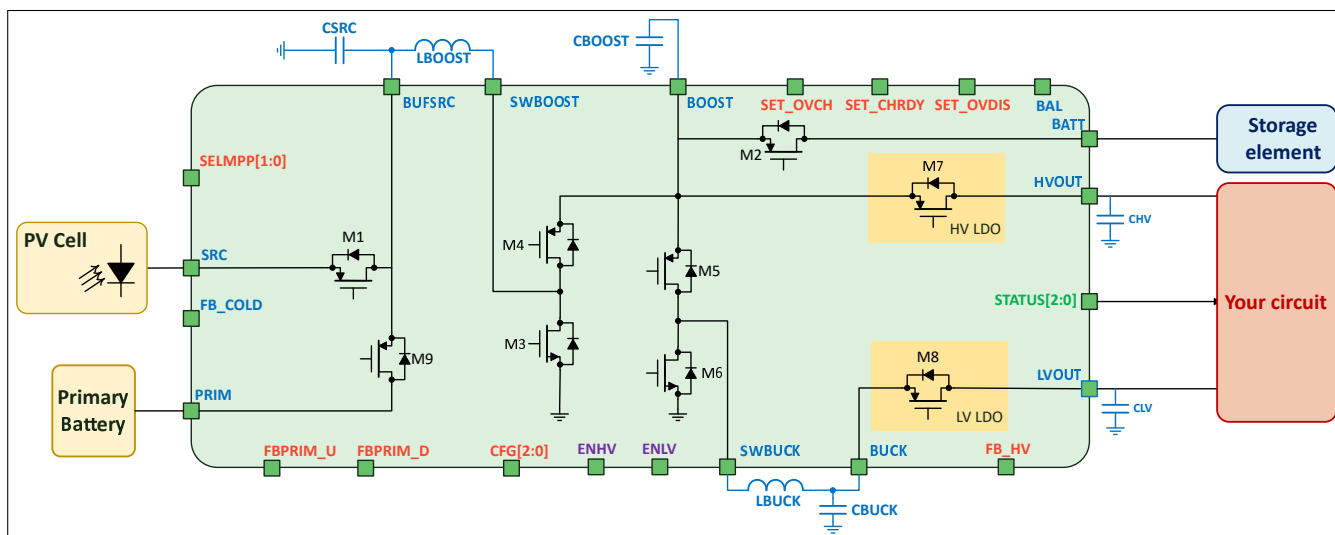 CSRC
LBOOST
CBOOST
BUFSRC
SWBOOST
BOOST
SET_OVCH
SET_CHRDY
SET_OVDIS
BAL
BATT
Storage
element
M2
SELMPP[1:0]
M7
HVOUT
CHV
HV LDO
PV Cell
SRC
M1
M4
M5
FB_COLD
STATUS[2:0]
Your circuit
M3
M9
M6
M8
LVOUT
CLV
LV LDO
Primary
Battery
PRIM
FBPRIM_U
FBPRIM_D
CFG[2:0]
ENHV
ENLV
SWBUCK
BUCK
FB_HV
LBUCK
CBUCK